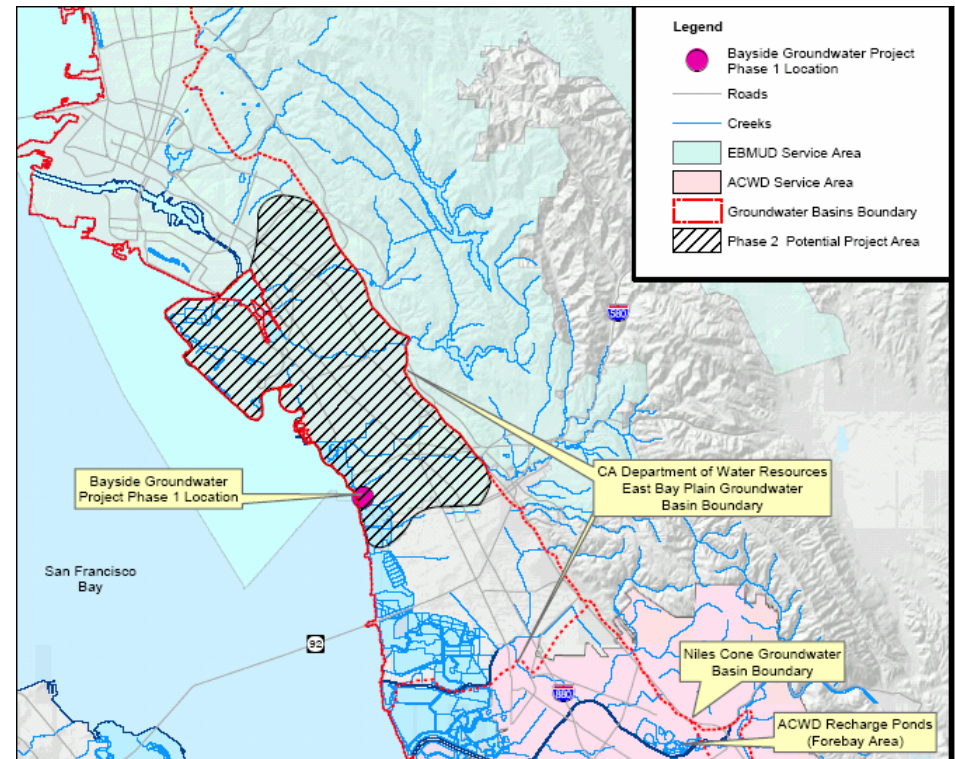 Legend
Bayside Groundwater Project
Phase 1 Location
Roads
Creeks
EBMUD Service Area
ACWD Service Area
Groundwater Basins Boundary
Phase 2 Potential Project Area
580
CA Department of Water Resources
East Bay Plain Groundwater
Basin Boundary
Bayside Groundwater
Project Phase 1 Location
San Francisco
Bay
92
Niles Cone Groundwater
Basin Boundary
880
ACWD Recharge Ponds
(Forebay Area)